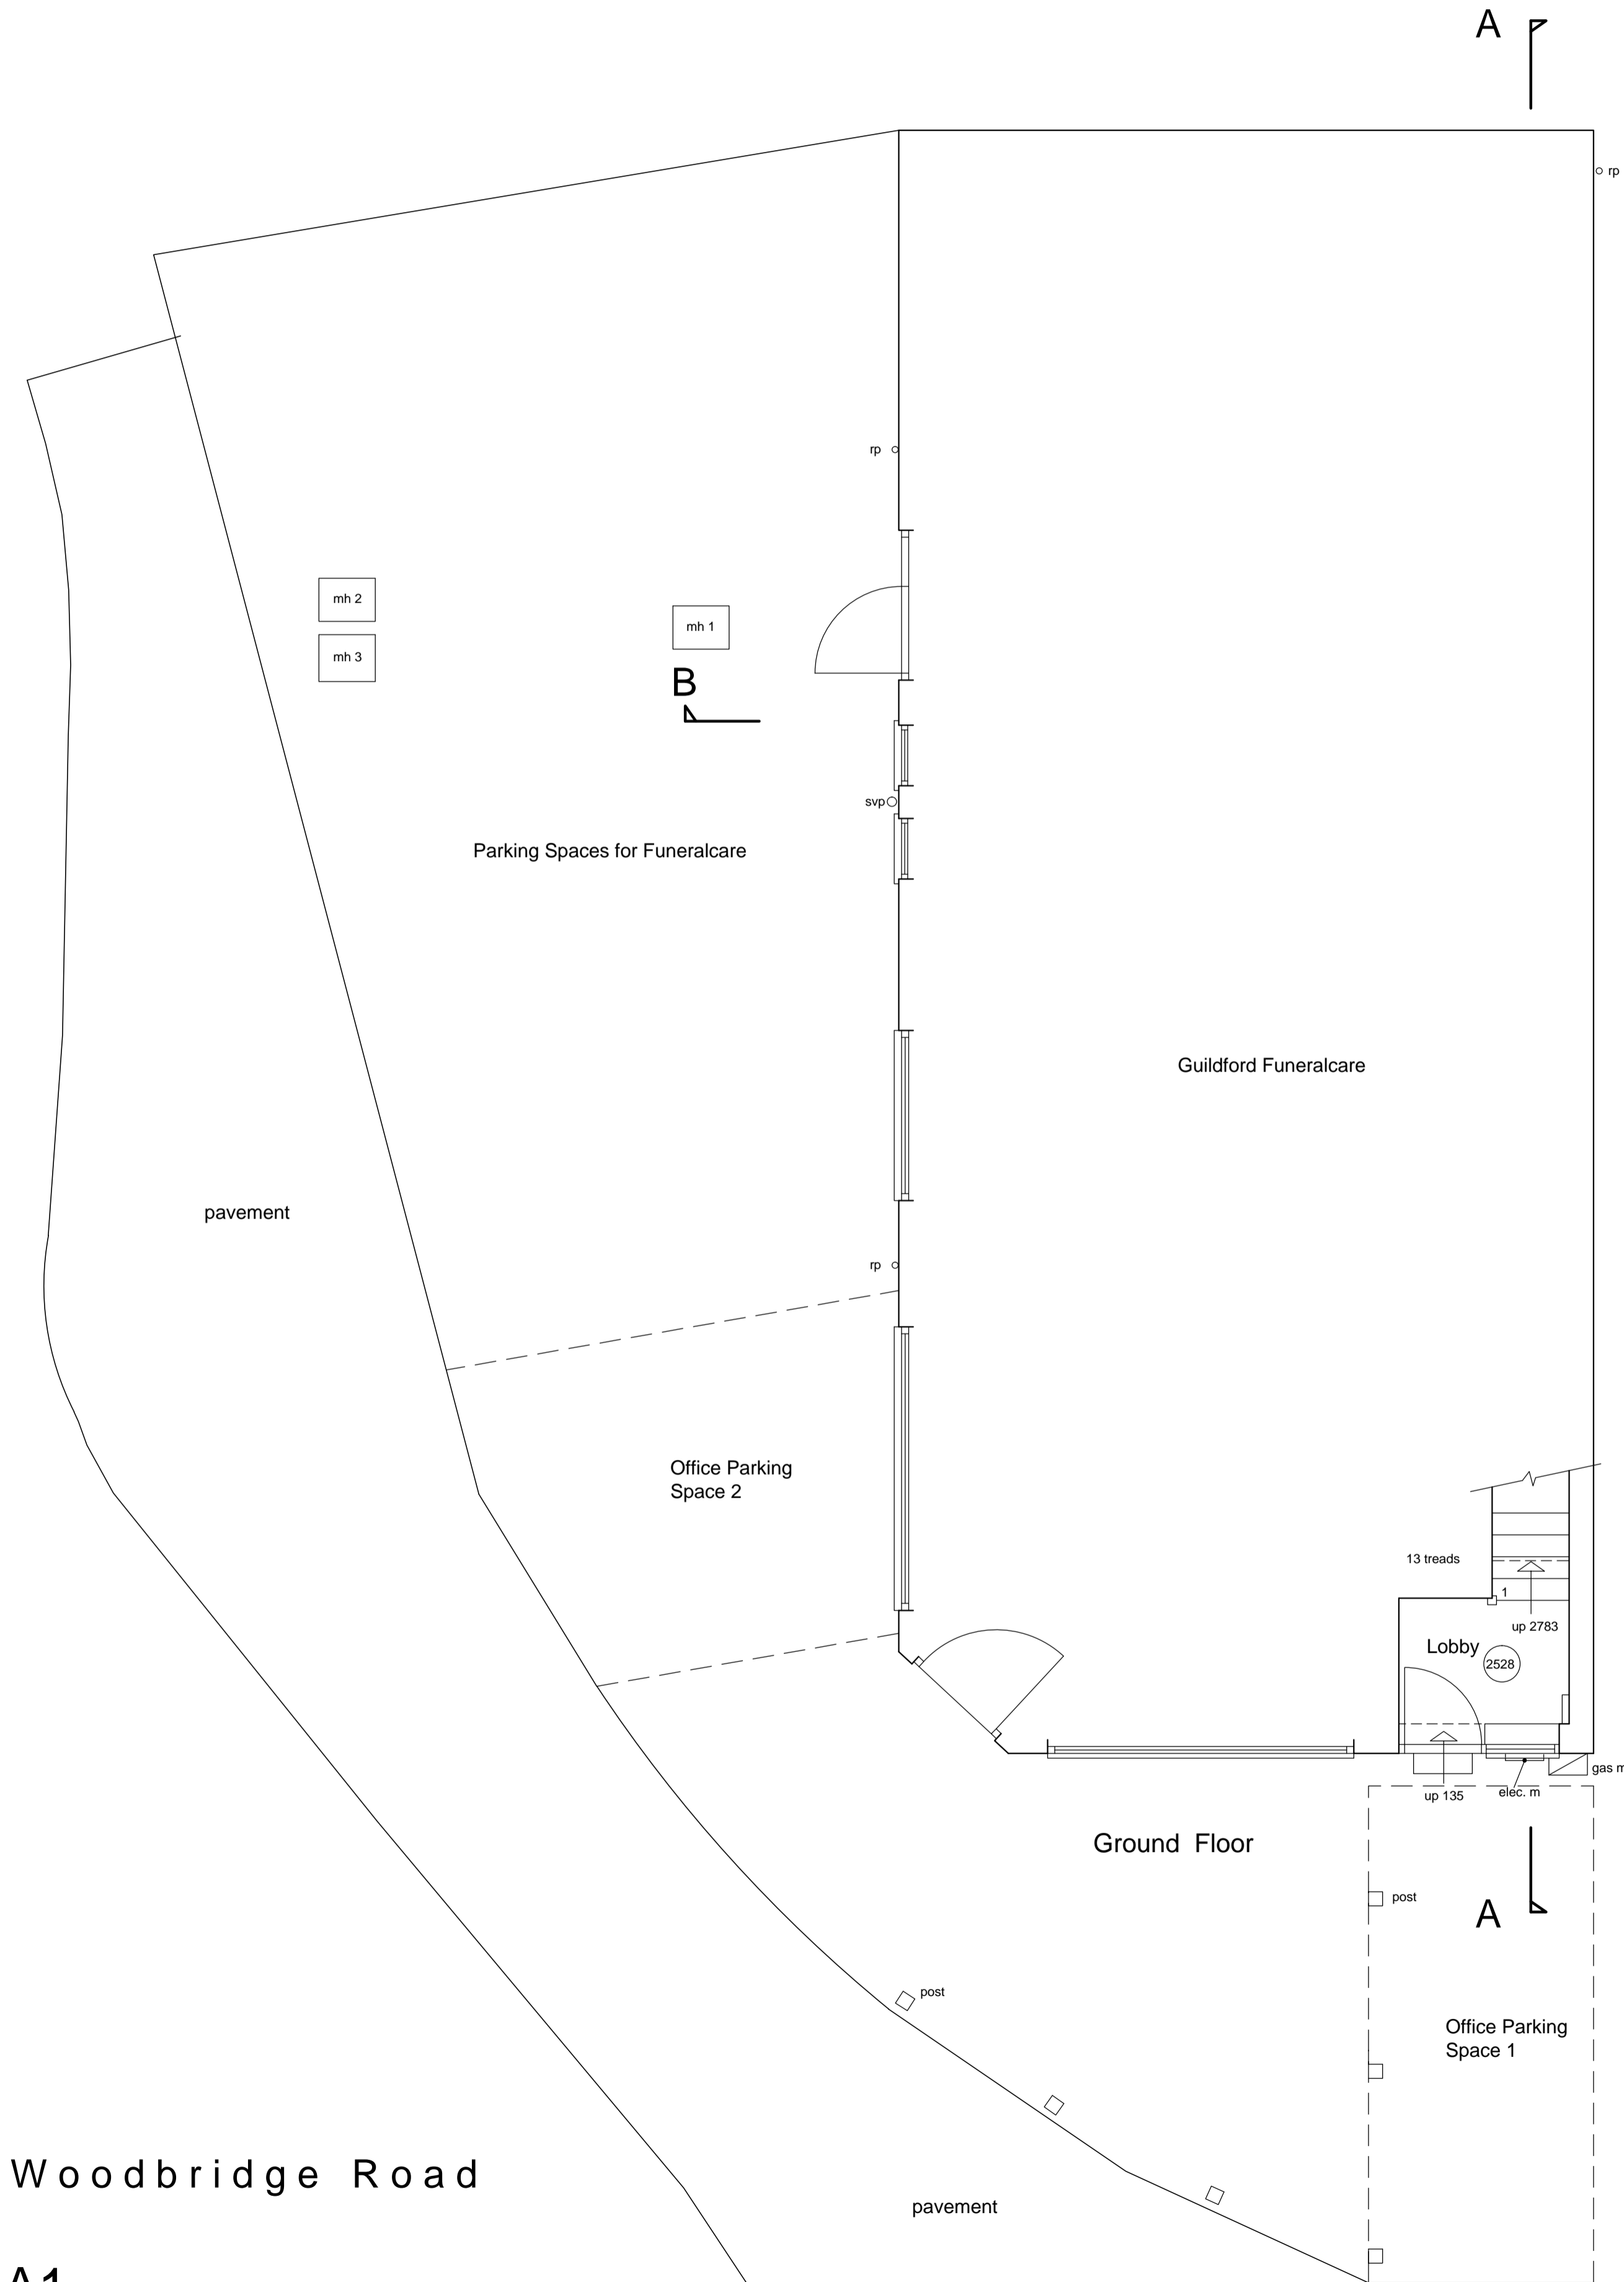 A
rp
rp
mh 2
mh 1
mh 3
B
svp
Parking Spaces for Funeralcare
Guildford Funeralcare
pavement
rp
Office Parking
Space 2
13 treads
1
up 2783
Lobby
2528
gas m
up 135
elec. m
Ground Floor
post
A
post
Office Parking
Space 1
Woodbridge Road
pavement
A1